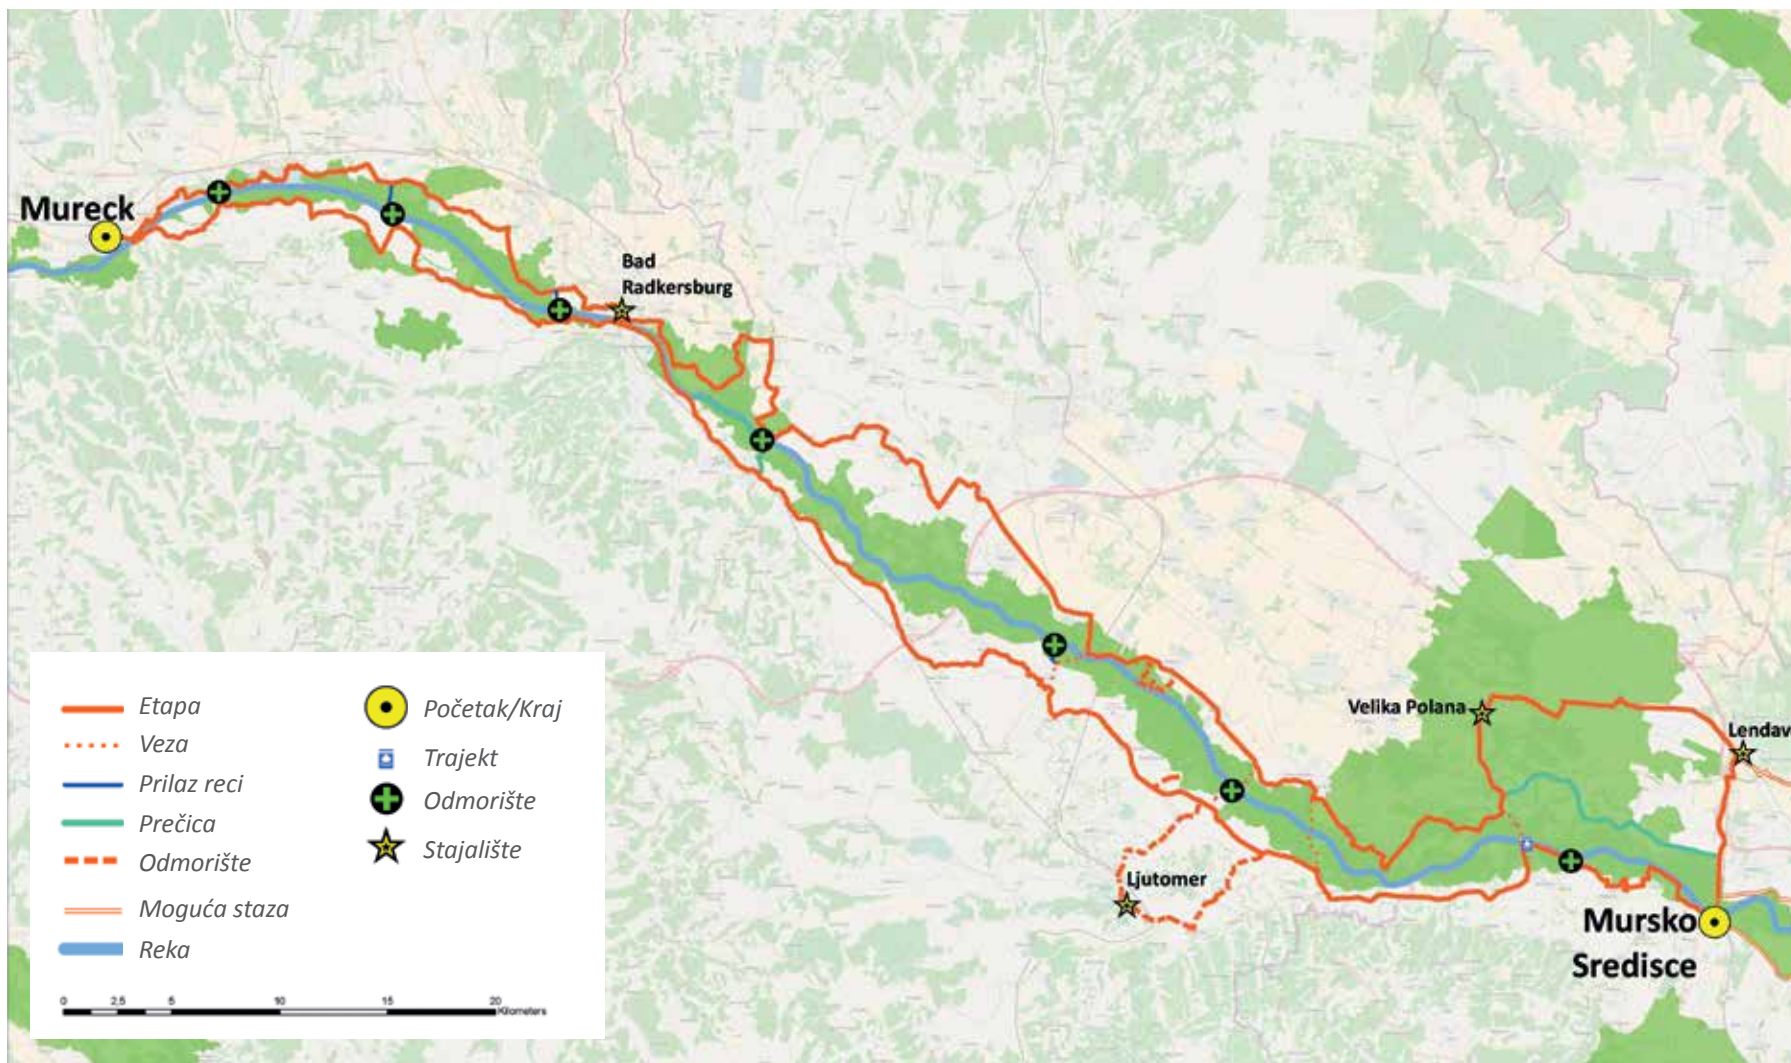 Mureck
Bad
Radkersburg
Velika Polana
Lendav
Ljutomer
Mursko
Sredisce
Etapa
Veza
Prilaz reci
Prečica
Odmorište
Moguća staza
Reka
Početak/Kraj
Trajekt
Odmorište
Stajalište
0 2,5 5 10 15 20
Kilometers